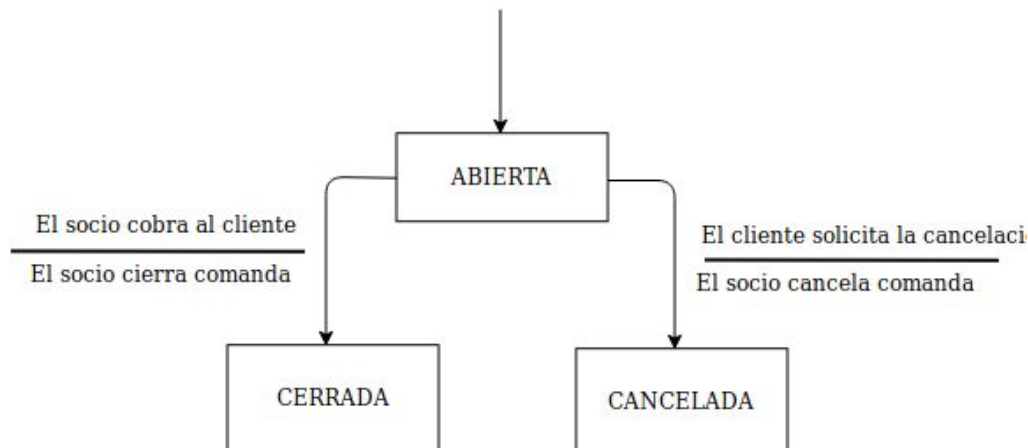 ABIERTA
El socio cobra al cliente
El socio cierra comanda
El cliente solicita la
El socio cancela comanda
CERRADA
CANCELADA